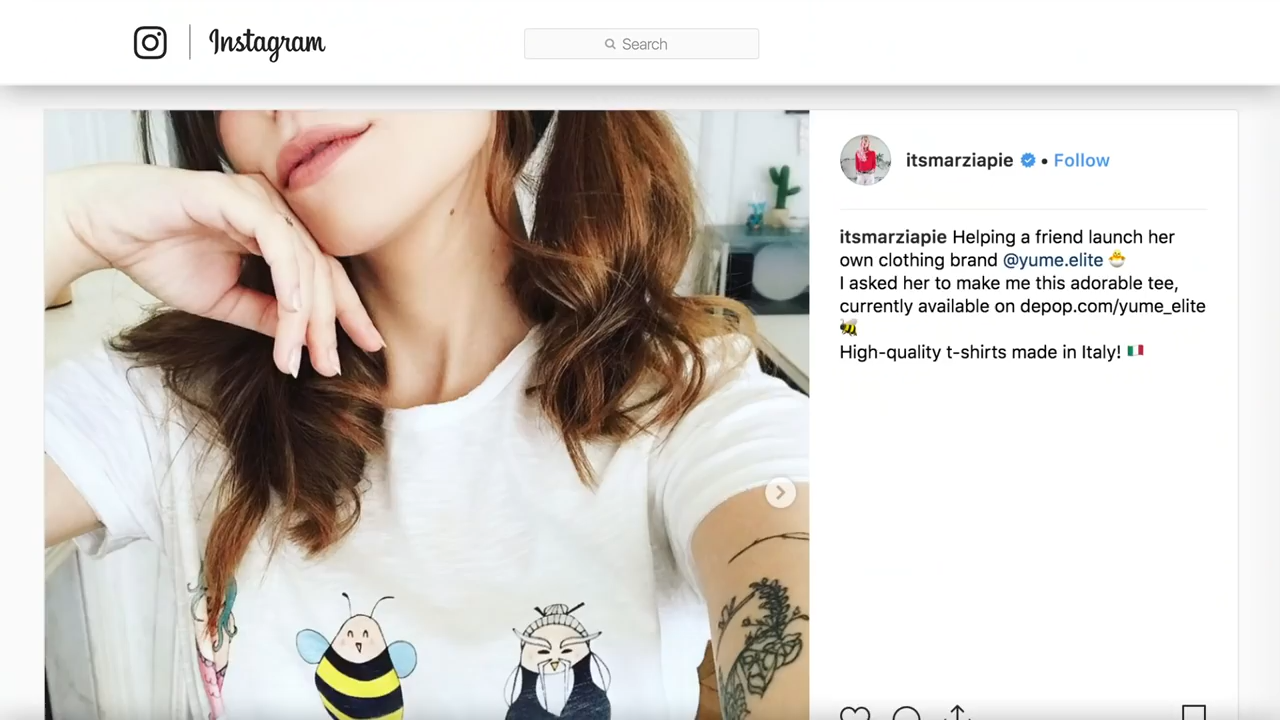 Instagram
Search
itsmarziapie • Follow
itsmarziapie Helping a friend launch her
own clothing brand @yume.elite 🐣
I asked her to make me this adorable tee,
currently available on depop.com/yume_elite
🐝
High-quality t-shirts made in Italy! 🇮🇹